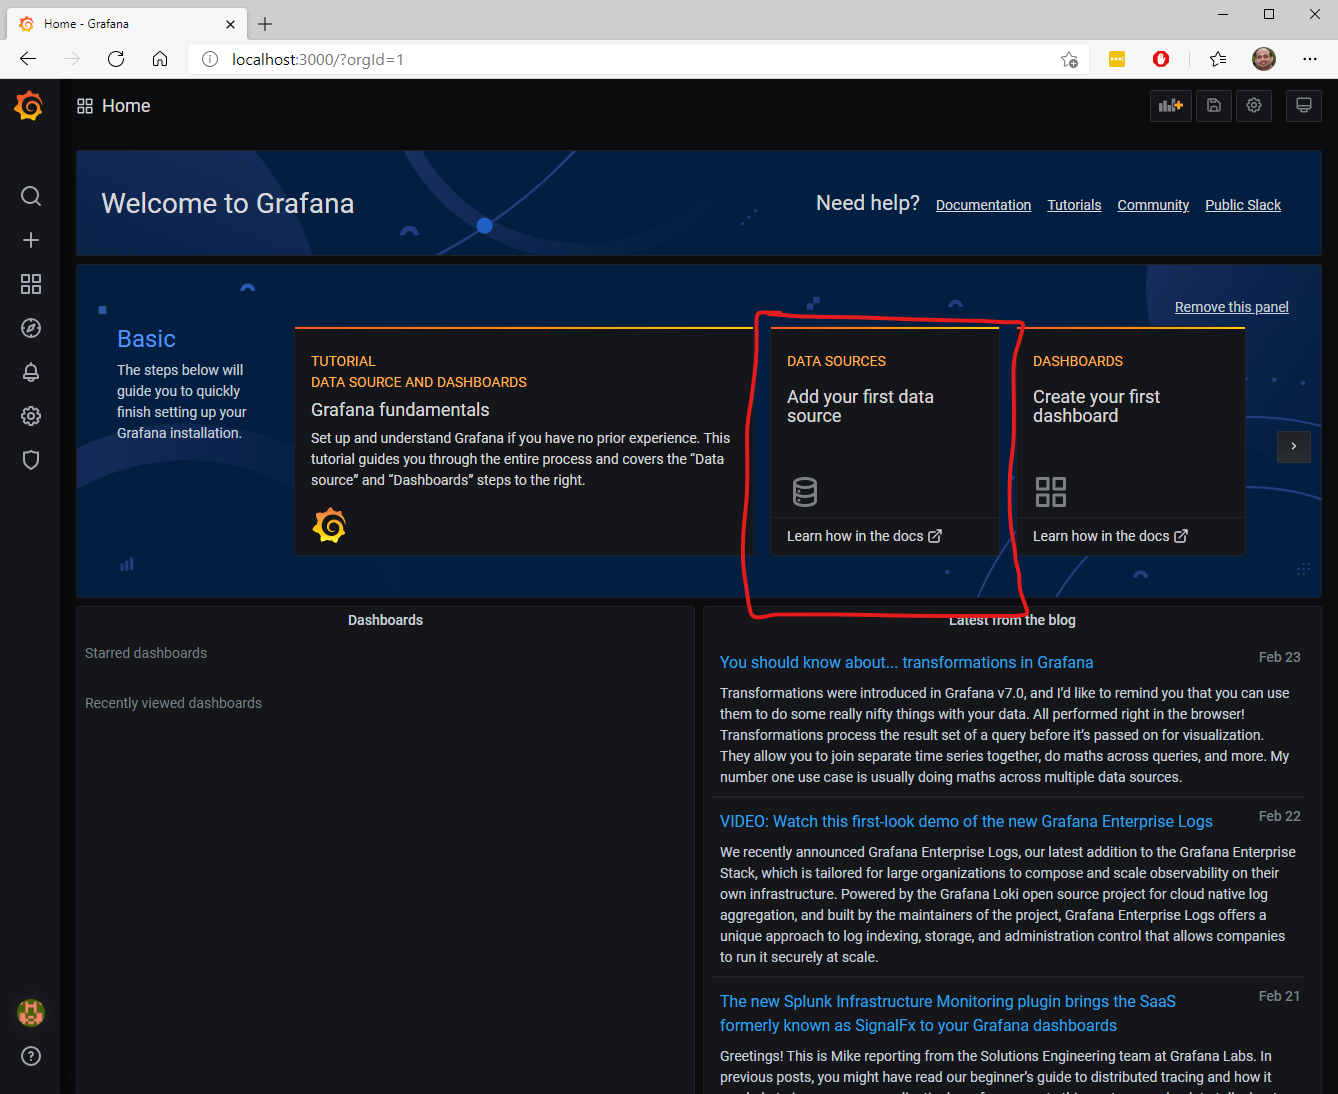 Home - Grafana
localhost:3000/?orgId=1
Home
Welcome to Grafana
Need help? Documentation Tutorials Community Public Slack
Remove this panel
Basic
The steps below will
guide you to quickly
finish setting up your
Grafana installation.
TUTORIAL
DATA SOURCE AND DASHBOARDS
Grafana fundamentals
Set up and understand Grafana if you have no prior experience. This
tutorial guides you through the entire process and covers the “Data
source” and “Dashboards” steps to the right.
DATA SOURCES
Add your first data
source
Learn how in the docs
DASHBOARDS
Create your first
dashboard
Learn how in the docs
Dashboards
Starred dashboards
Recently viewed dashboards
Latest from the blog
You should know about... transformations in Grafana
Feb 23
Transformations were introduced in Grafana v7.0, and I’d like to remind you that you can use
them to do some really nifty things with your data. All performed right in the browser!
Transformations process the result set of a query before it’s passed on for visualization.
They allow you to join separate time series together, do maths across queries, and more. My
number one use case is usually doing maths across multiple data sources.
VIDEO: Watch this first-look demo of the new Grafana Enterprise Logs
Feb 22
We recently announced Grafana Enterprise Logs, our latest addition to the Grafana Enterprise
Stack, which is tailored for large organizations to compose and scale observability on their
own infrastructure. Powered by the Grafana Loki open source project for cloud native log
aggregation, and built by the maintainers of the project, Grafana Enterprise Logs offers a
unique approach to log indexing, storage, and administration control that allows companies
to run it securely at scale.
The new Splunk Infrastructure Monitoring plugin brings the SaaS
formerly known as SignalFx to your Grafana dashboards
Feb 21
Greetings! This is Mike reporting from the Solutions Engineering team at Grafana Labs. In
previous posts, you might have read our beginner’s guide to distributed tracing and how it